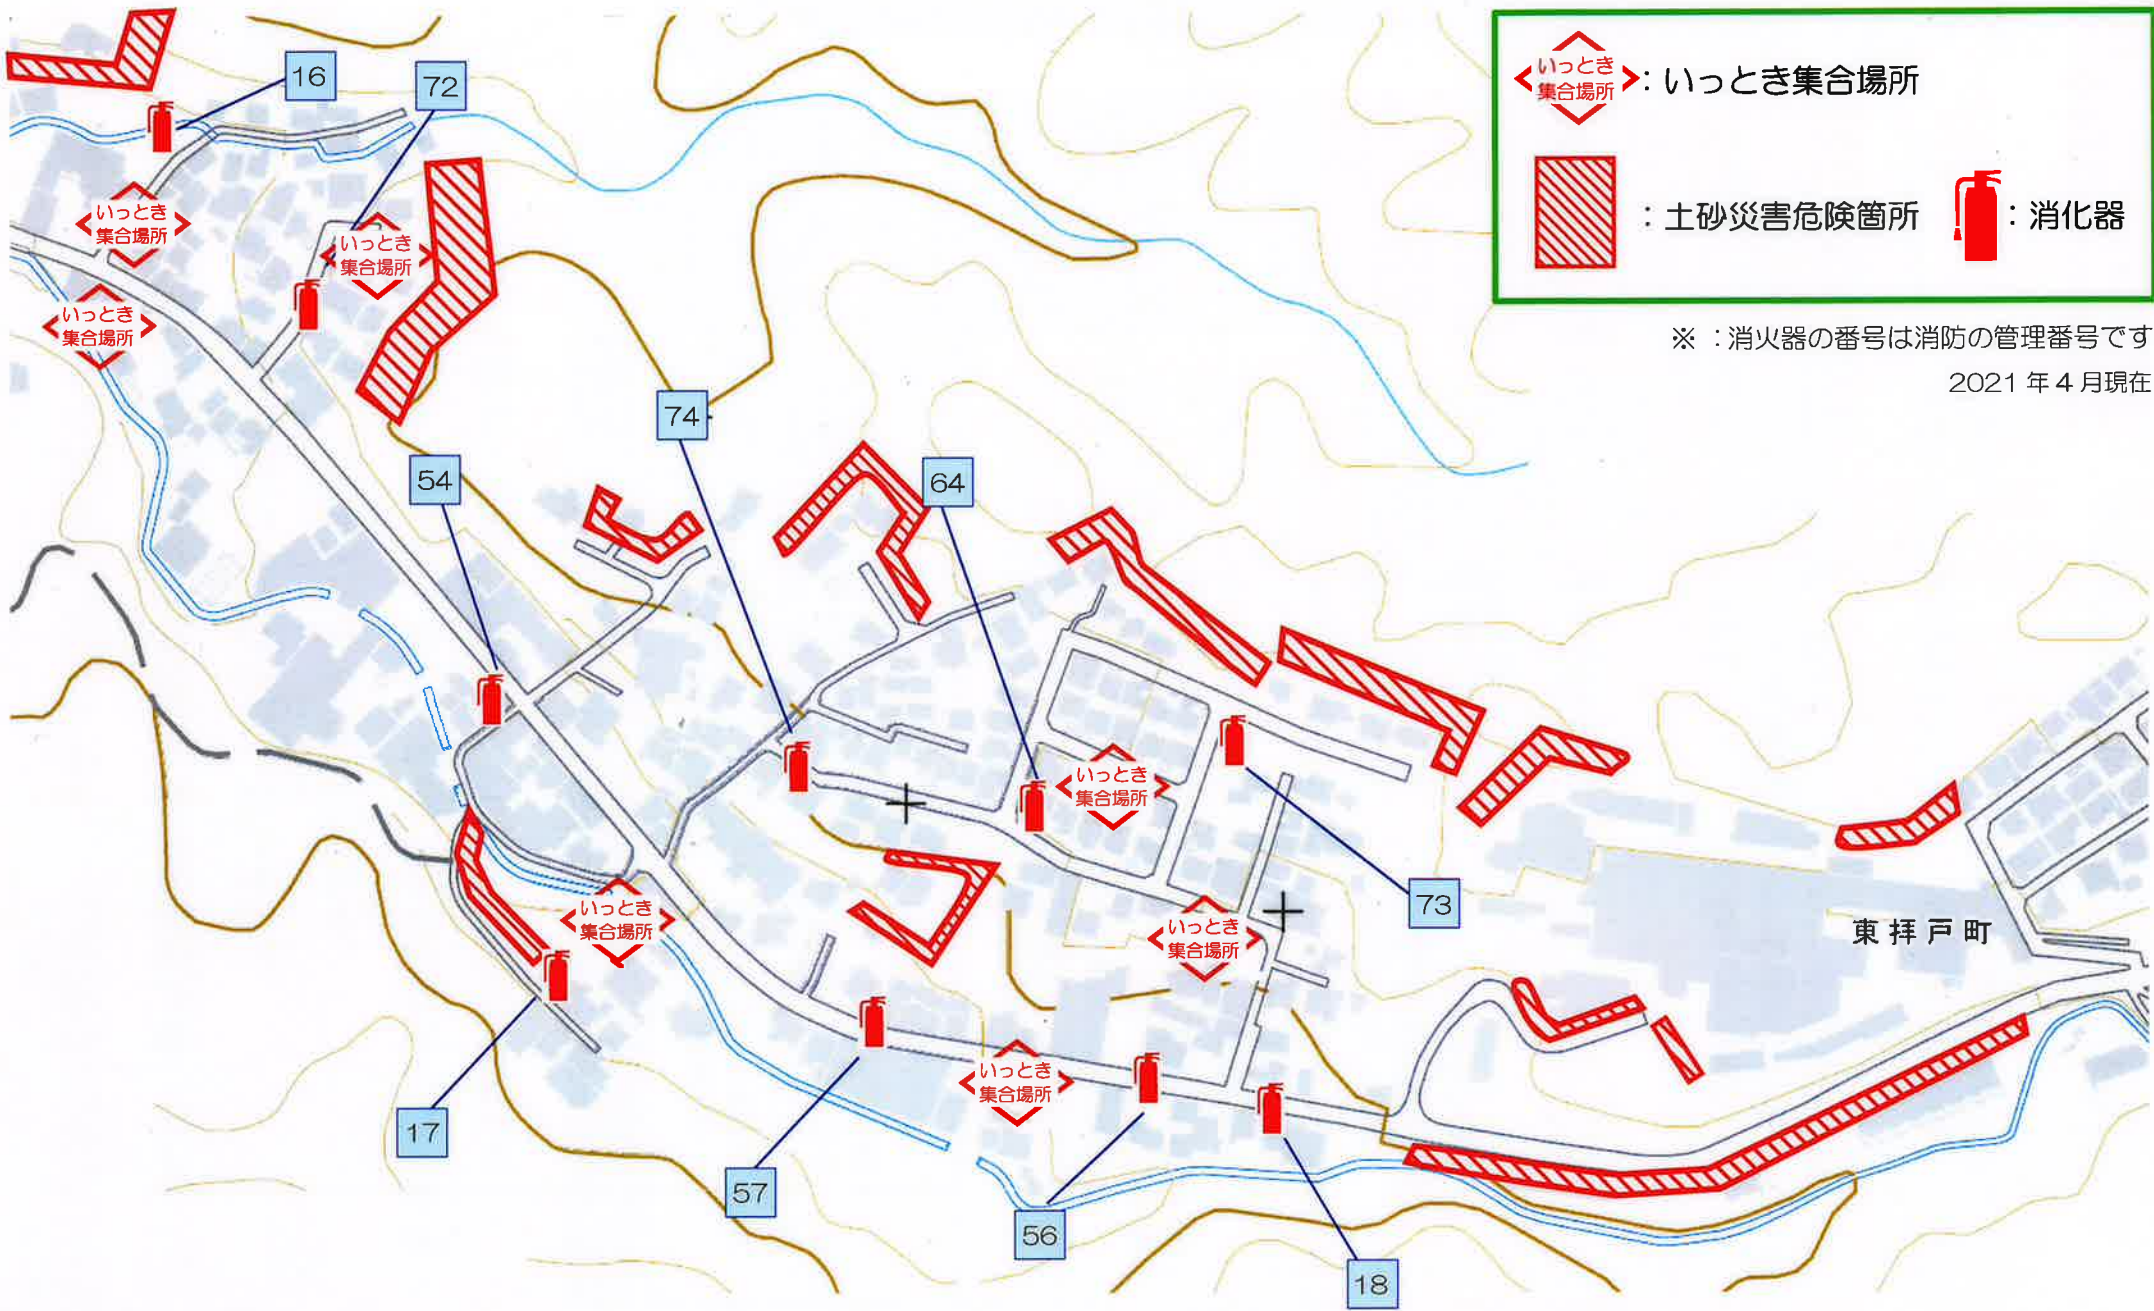 いっとき
集合場所
：いっとき集合場所
：土砂災害危険箇所
：消化器
※：消火器の番号は消防の管理番号です
2021年4月現在
16
72
いっとき
集合場所
いっとき
集合場所
いっとき
集合場所
74
54
64
いっとき
集合場所
73
いっとき
集合場所
いっとき
集合場所
東拝戸町
いっとき
集合場所
17
57
56
18